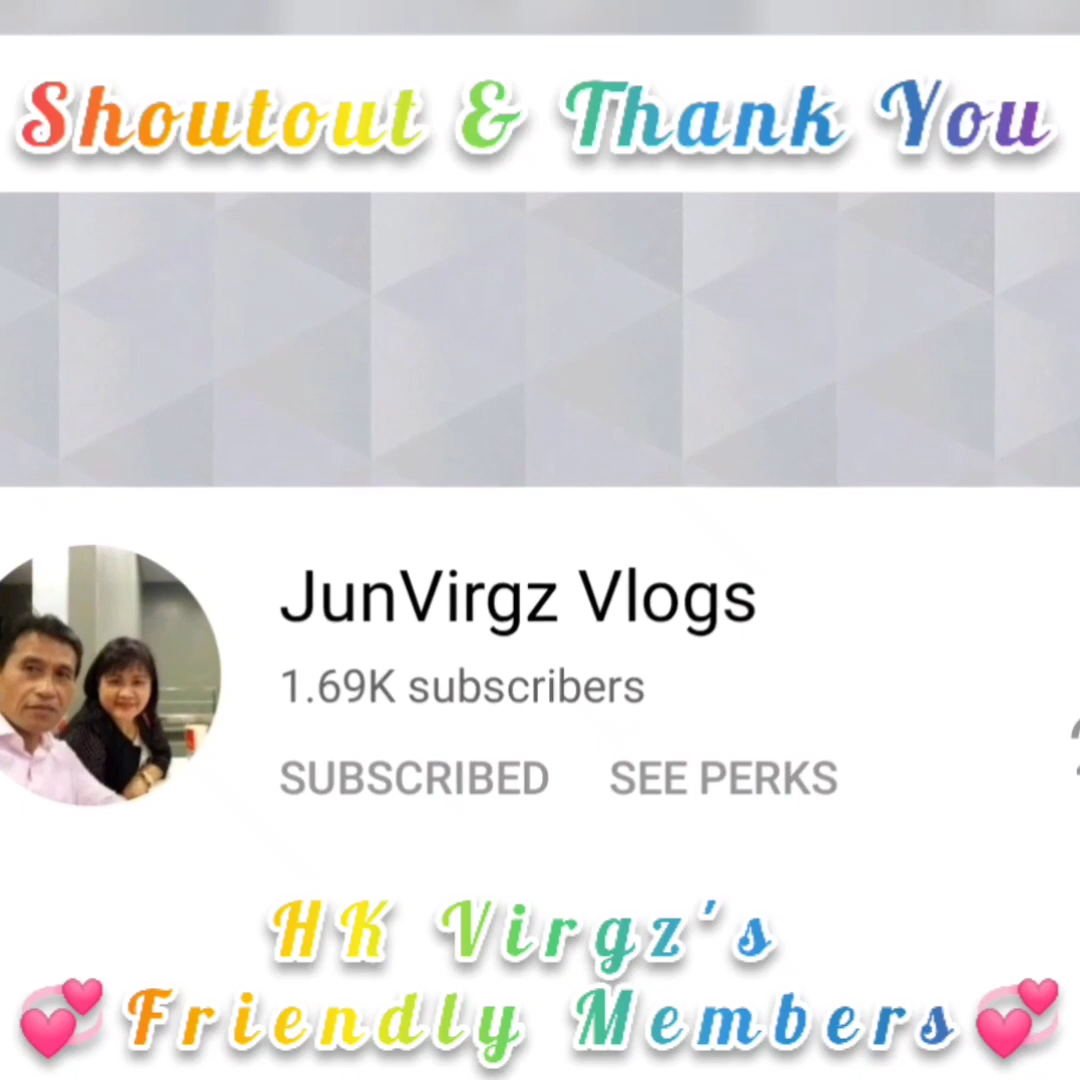 Shoutout & Thank You
JunVirgz Vlogs
1.69K subscribers
SUBSCRIBED SEE PERKS
HK Virgz's
Friendly Members